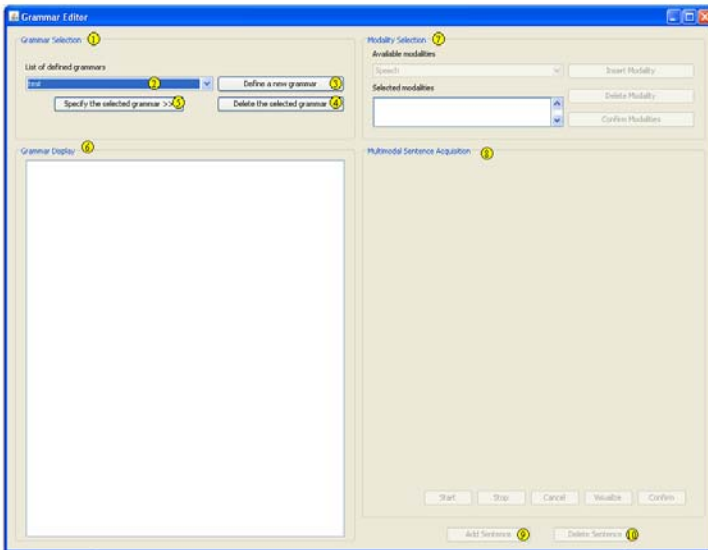 Grammar Editor
Grammar Selection 1
List of defined grammars
test 2
Define a new grammar 3
Specify the selected grammar >> 5
Delete the selected grammar 4
Modality Selection 7
Available modalities
Speech
Insert Modality
Selected modalities
Delete Modality
Confirm Modalities
Grammar Display 6
Multimodal Sentence Acquisition 8
Start
Stop
Cancel
Visualize
Confirm
Add Sentence 9
Delete Sentence 10